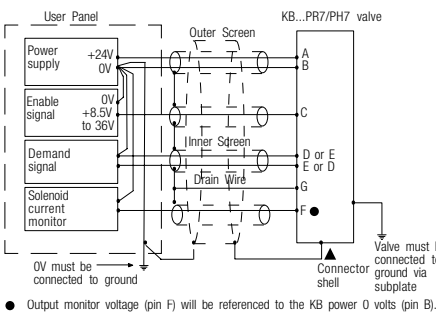 User Panel
KB...PR7/PH7 valve
Outer Screen
Power supply
+24V
0V
A
B
Enable signal
0V
+8.5V
to 36V
C
Inner Screen
Demand signal
D or E
E or D
Drain Wire
G
Solenoid current monitor
F ●
0V must be connected to ground
▲
Connector shell
Valve must connected ground via subplate
● Output monitor voltage (pin F) will be referenced to the KB power 0 volts (pin B).